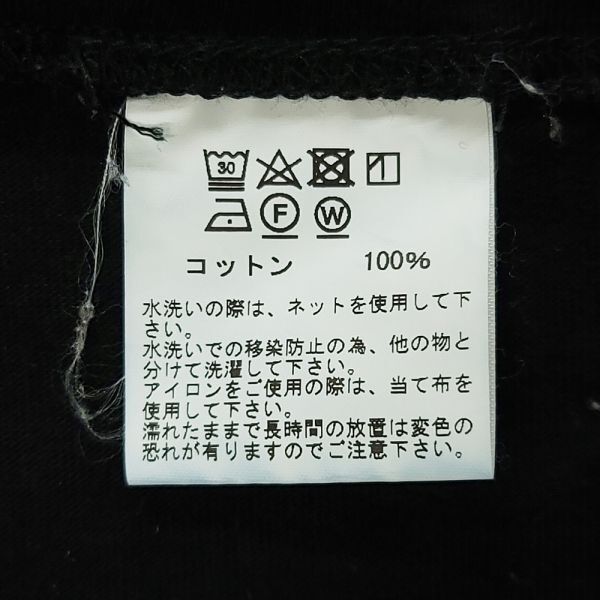 30
F W
コットン 100%
水洗いの際は、ネットを使用して下
さい。
水洗いでの移染防止の為、他の物と
分けて洗濯して下さい。
アイロンをご使用の際は、当て布を
使用して下さい。
濡れたままで長時間の放置は変色の
恐れが有りますのでご注意下さい。